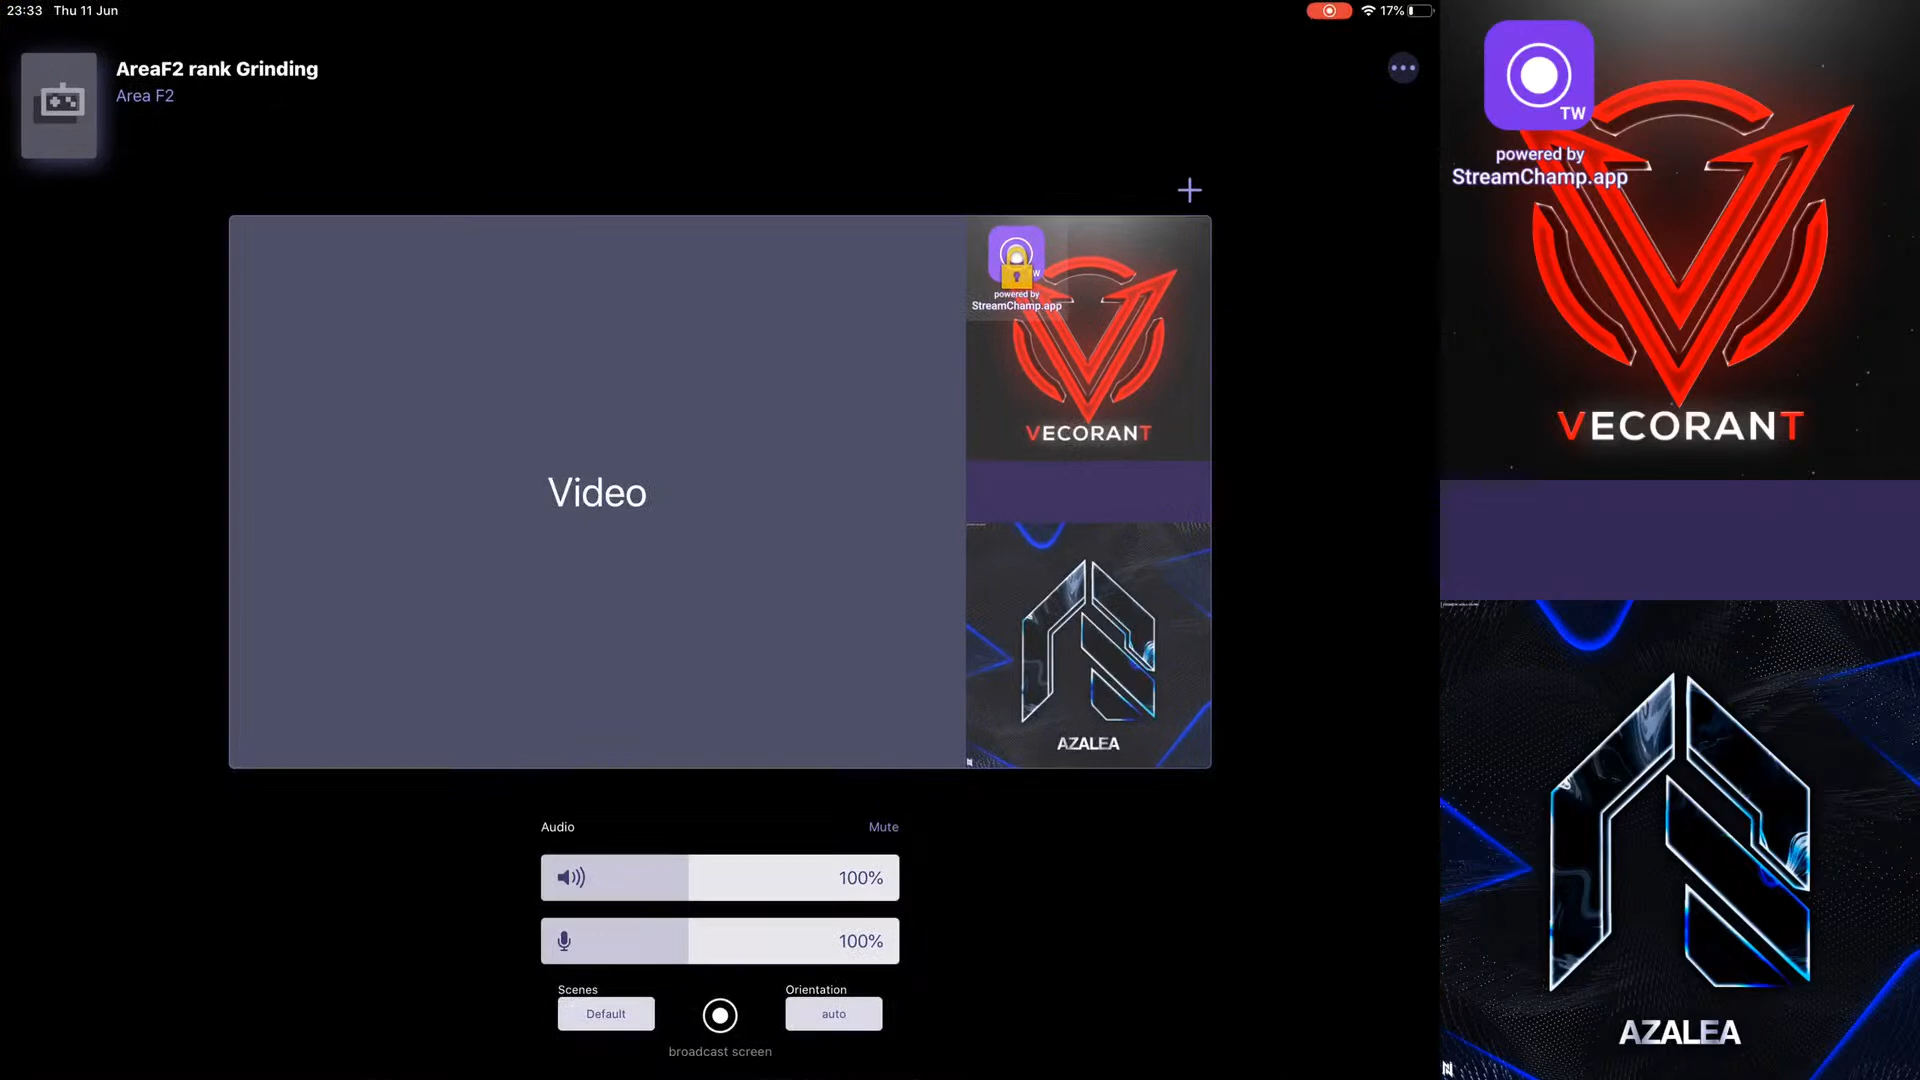 23:33 Thu 11 Jun
17%
AreaF2 rank Grinding
Area F2
TW
powered by
StreamChamp.app
VECORANT
AZALEA
Video
W
powered by
StreamChamp.app
VECORANT
AZALEA
Audio
Mute
100%
100%
Scenes
Default
Orientation
auto
broadcast screen